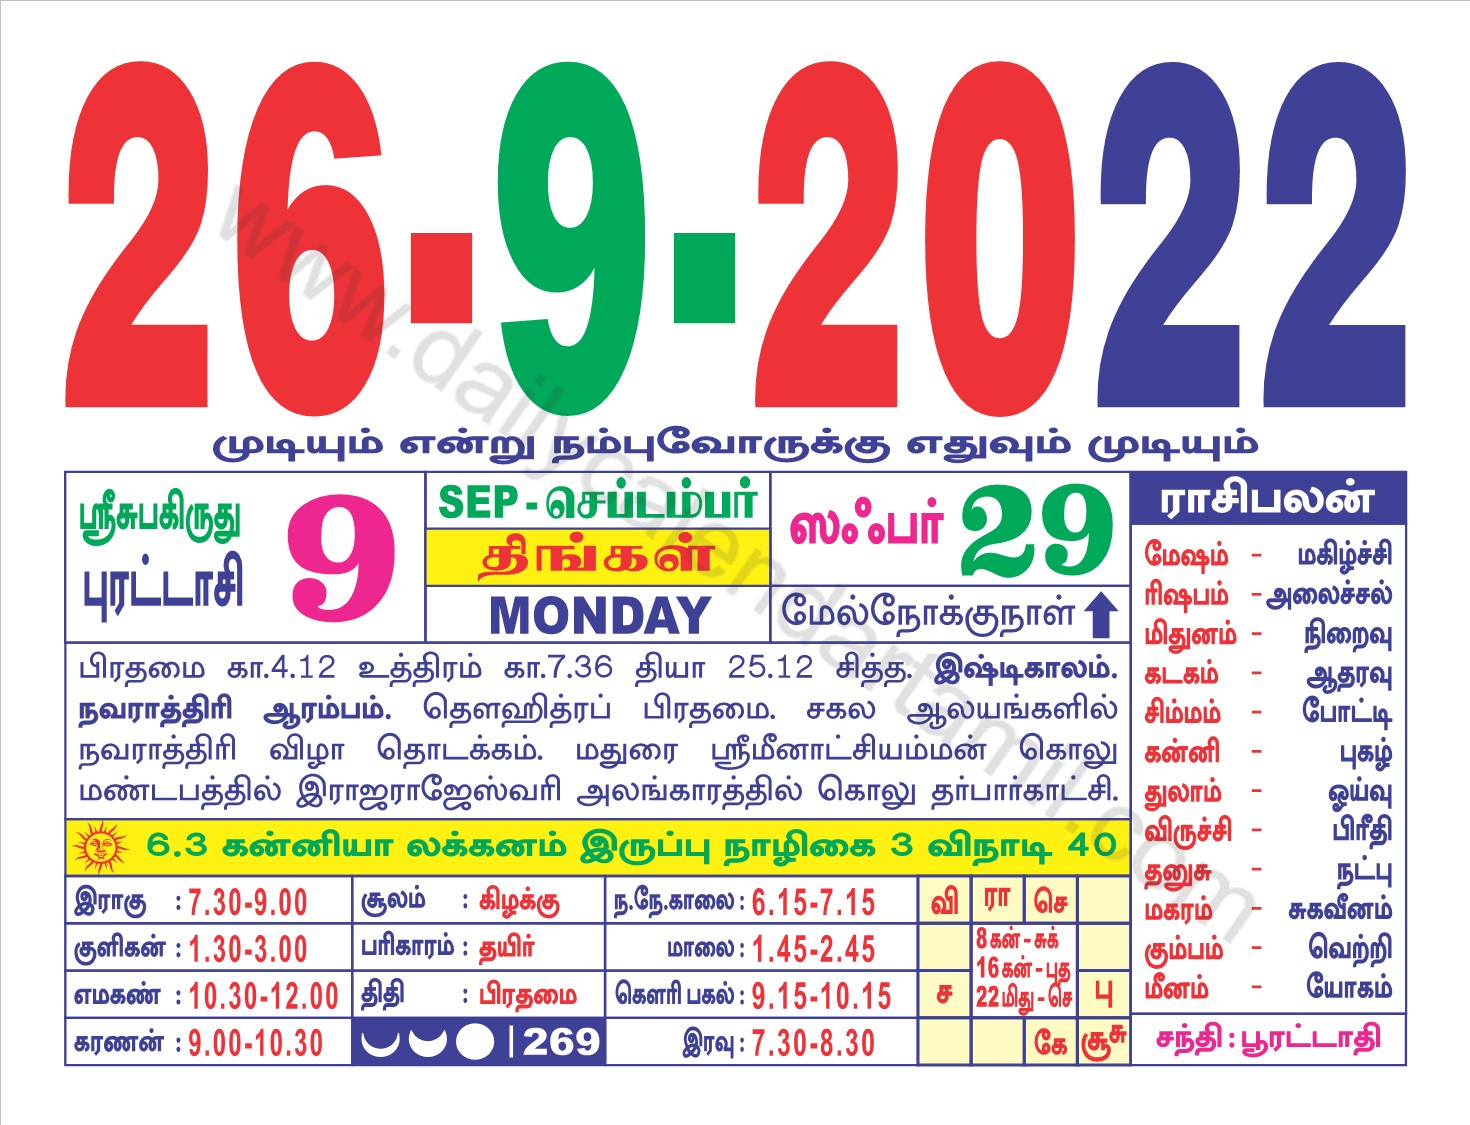 26-9-2022
முடியும் என்று நம்புவோருக்கு எதுவும் முடியும்
ஸ்ரீசுபகிருது
புரட்டாசி
9
SEP - செப்டம்பர்
திங்கள்
MONDAY
ஸஃபர் 29
மேல்நோக்குநாள்
பிரதமை கா.4.12 உத்திரம் கா.7.36 தியா 25.12 சித்த. இஷ்டிகாலம்.
நவராத்திரி ஆரம்பம். தௌஹித்ரப் பிரதமை. சகல ஆலயங்களில்
நவராத்திரி விழா தொடக்கம். மதுரை ஸ்ரீமீனாட்சியம்மன் கொலு
மண்டபத்தில் இராஜராஜேஸ்வரி அலங்காரத்தில் கொலு தர்பார்காட்சி.
6.3 கன்னியா லக்கனம் இருப்பு நாழிகை 3 விநாடி 40
இராகு : 7.30-9.00
குளிகன் : 1.30-3.00
எமகண் : 10.30-12.00
கரணன் : 9.00-10.30
சூலம் : கிழக்கு
பரிகாரம் : தயிர்
திதி : பிரதமை
| 269
ந.நே.காலை : 6.15-7.15
மாலை : 1.45-2.45
கௌரி பகல் : 9.15-10.15
இரவு : 7.30-8.30
வி ரா செ
8 கன் - சுக்
16 கன் - புத
22 மிது - செ
ச
பு
கே
சூசு
ராசிபலன்
மேஷம் - மகிழ்ச்சி
ரிஷபம் - அலைச்சல்
மிதுனம் - நிறைவு
கடகம் - ஆதரவு
சிம்மம் - போட்டி
கன்னி - புகழ்
துலாம் - ஓய்வு
விருச்சி - பிரீதி
தனுசு - நட்பு
மகரம் - சுகவீனம்
கும்பம் - வெற்றி
மீனம் - யோகம்
சந்தி : பூரட்டாதி
www.dailycalendartamil.com